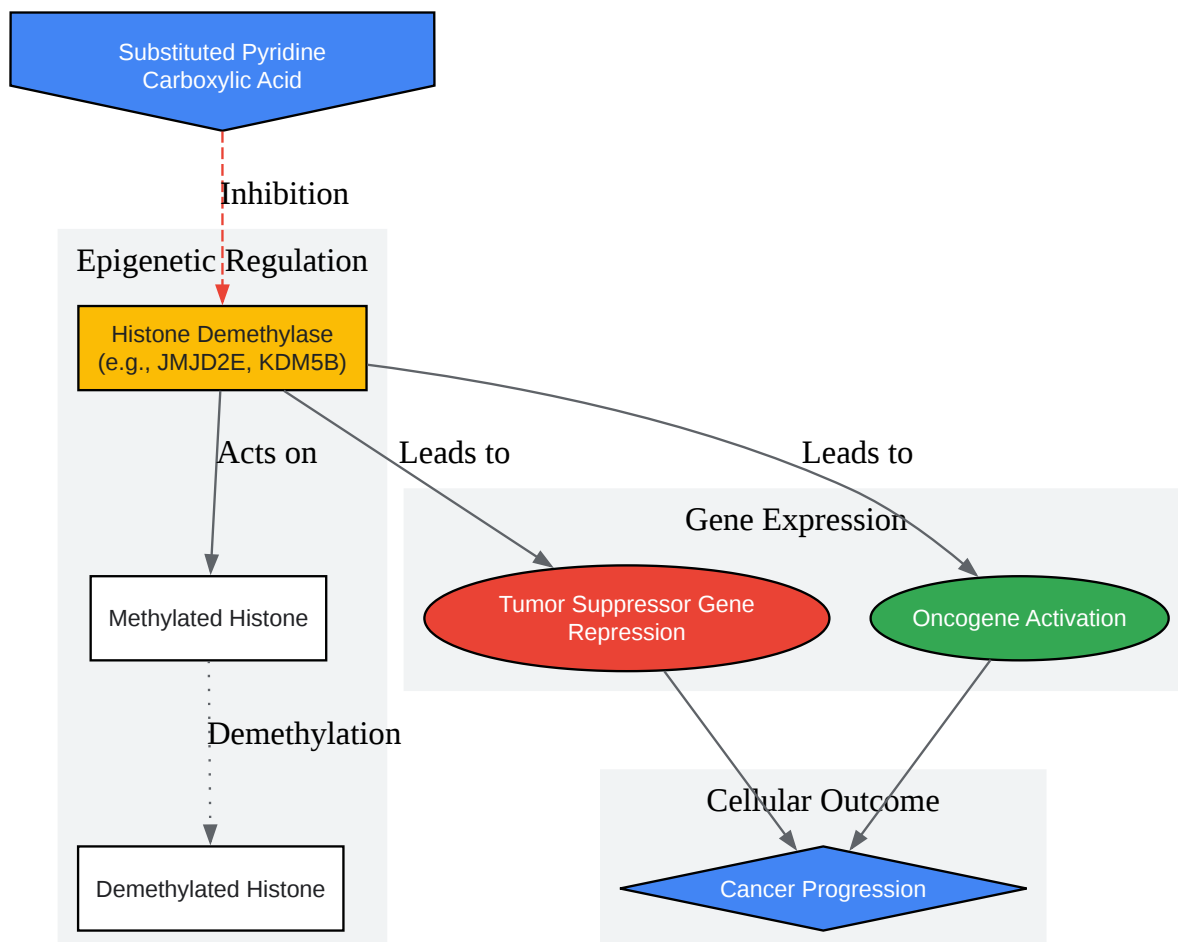 Substituted Pyridine
Carboxylic Acid
Inhibition
Epigenetic Regulation
Histone Demethylase
(e.g., JMJD2E, KDM5B)
Acts on
Leads to
Leads to
Gene Expression
Methylated Histone
Tumor Suppressor Gene
Repression
Oncogene Activation
Demethylation
Cellular Outcome
Demethylated Histone
Cancer Progression